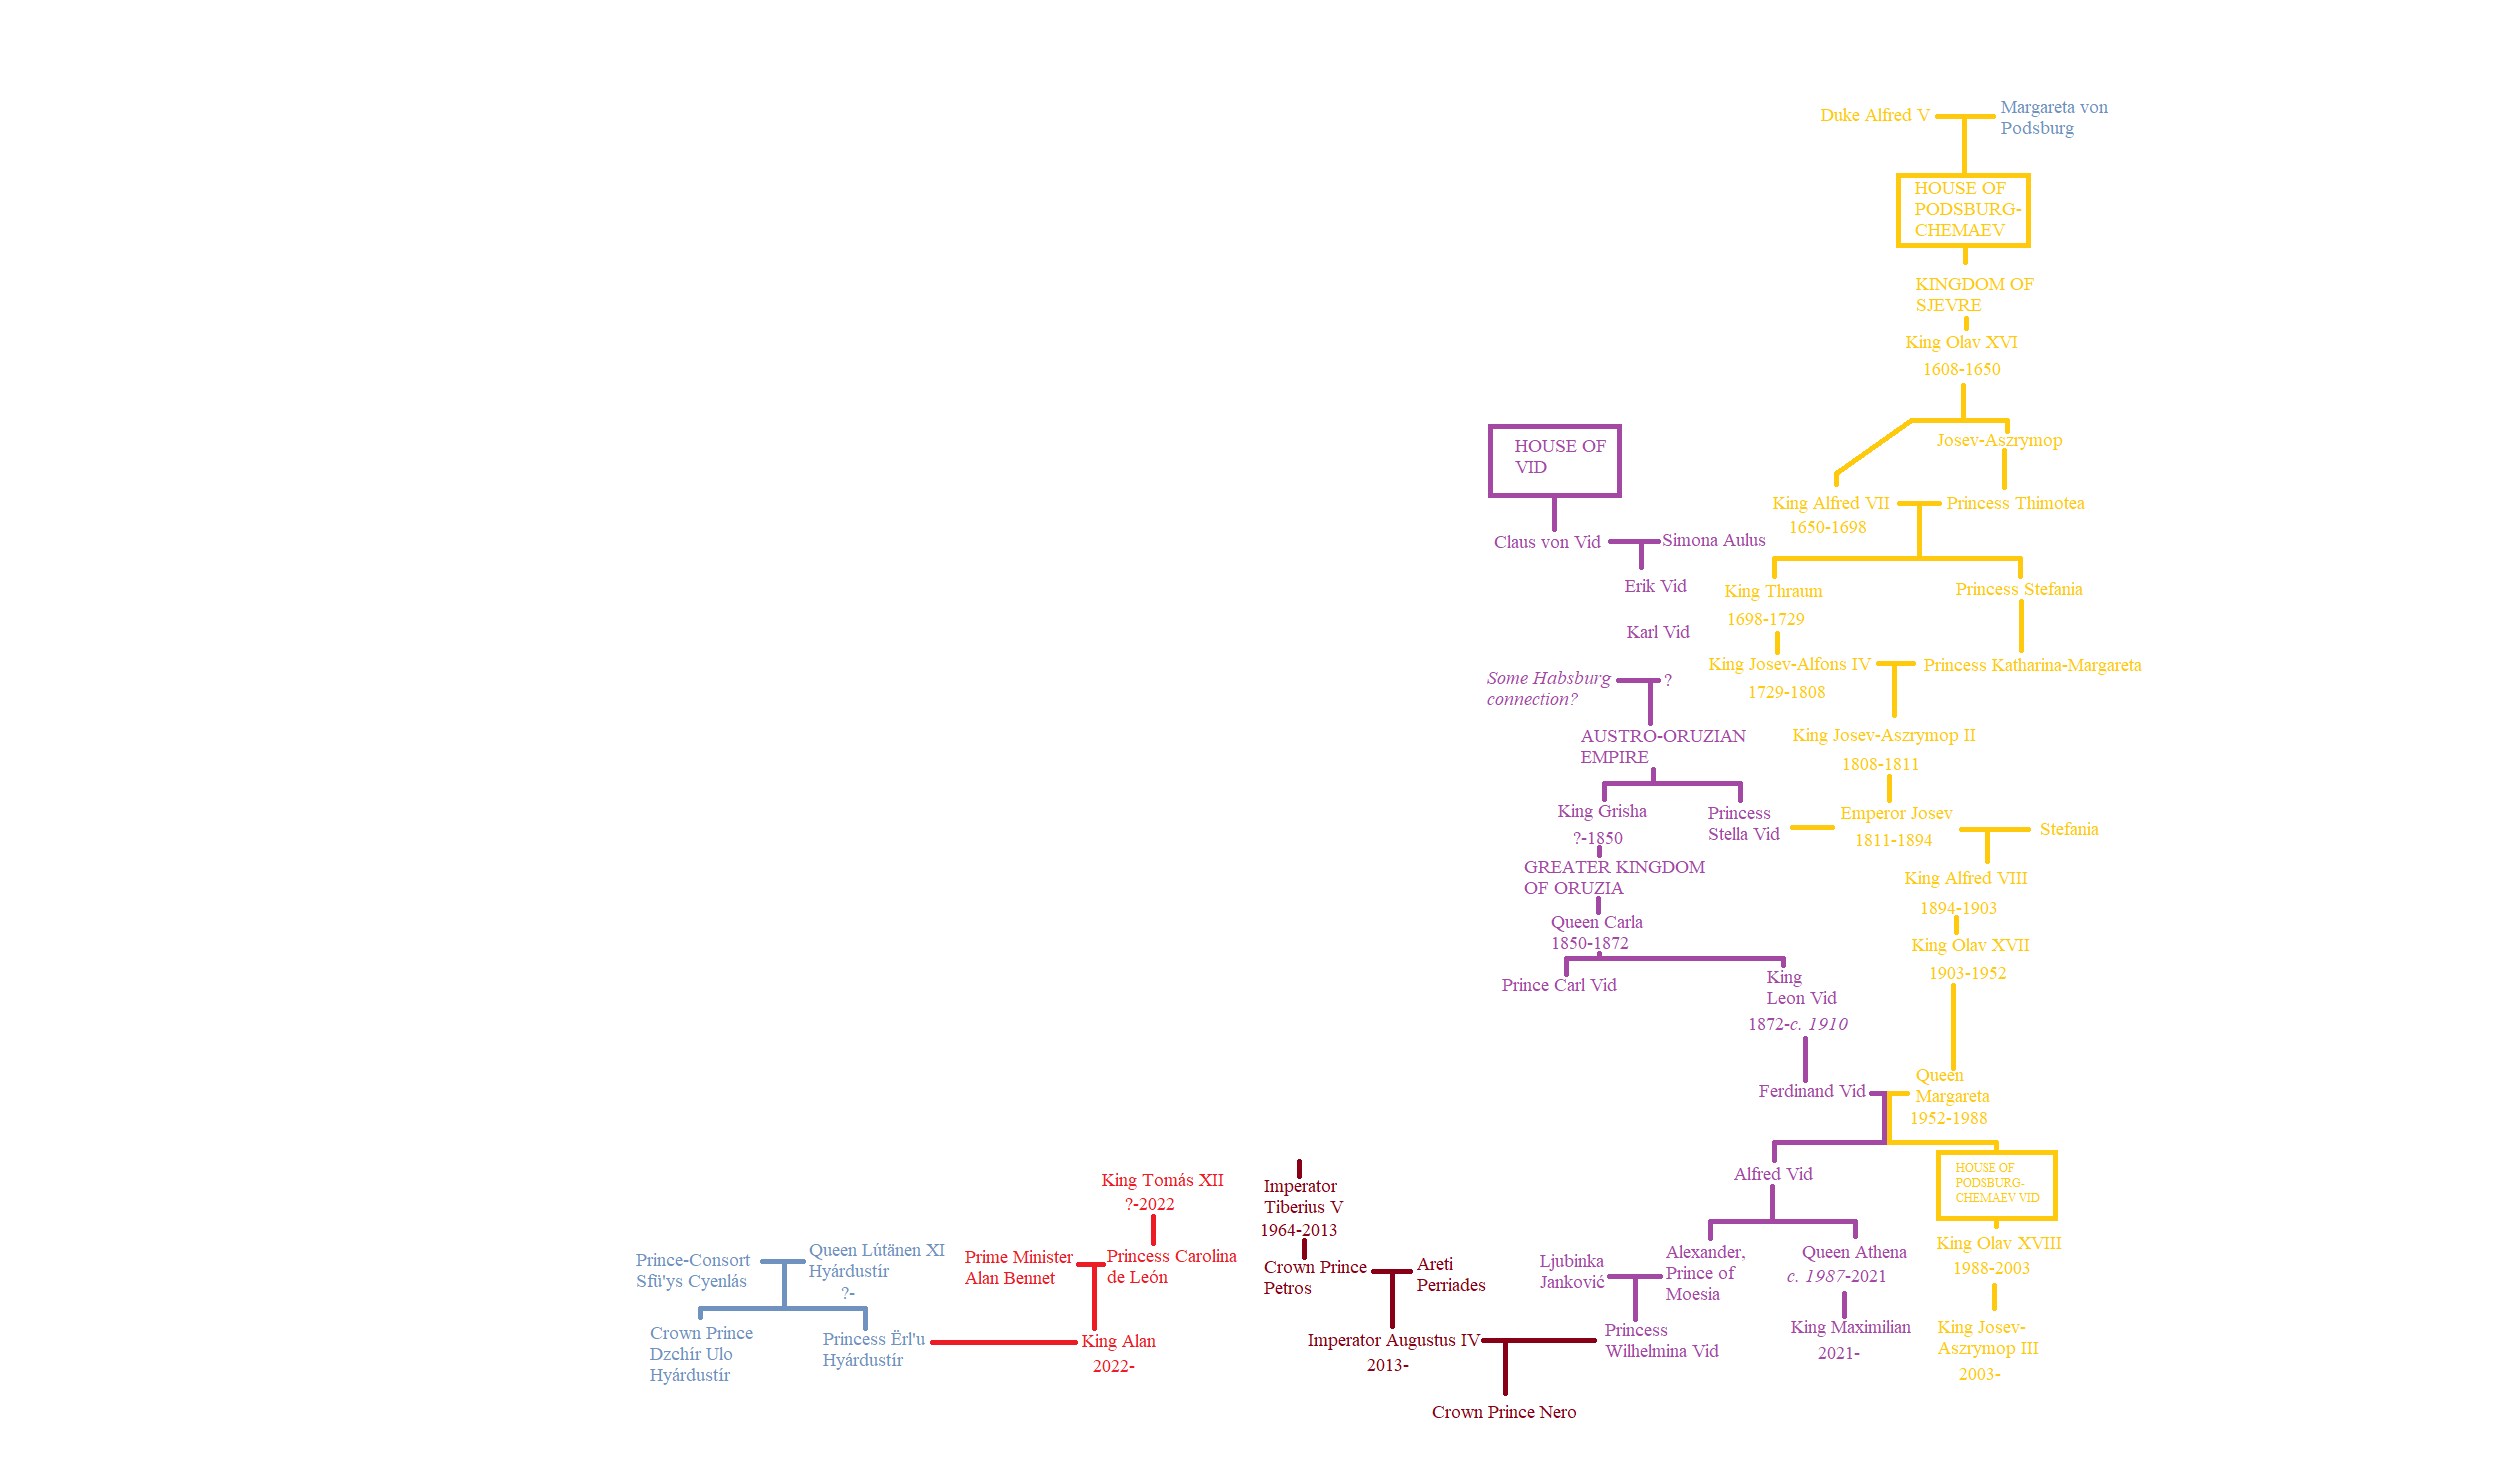 Duke Alfred V
Margareta von
Podsburg
HOUSE OF
PODSBURG-
CHEMAEV
KINGDOM OF
SJEVRE
King Olav XVI
1608-1650
Josev-Aszrymop
King Alfred VII
1650-1698
Princess Thimotea
HOUSE OF
VID
Claus von Vid
Simona Aulus
Erik Vid
Karl Vid
King Thraum
1698-1729
Princess Stefania
King Josev-Alfons IV
1729-1808
Princess Katharina-Margareta
Some Habsburg
connection?
?
AUSTRO-ORUZIAN
EMPIRE
King Josev-Aszrymop II
1808-1811
King Grisha
?-1850
Princess
Stella Vid
Emperor Josev
1811-1894
Stefania
GREATER KINGDOM
OF ORUZIA
King Alfred VIII
1894-1903
Queen Carla
1850-1872
King Olav XVII
1903-1952
Prince Carl Vid
King
Leon Vid
1872-c. 1910
Ferdinand Vid
Queen
Margareta
1952-1988
Alfred Vid
HOUSE OF
PODSBURG-
CHEMAEV VID
King Tomás XII
?-2022
Imperator
Tiberius V
1964-2013
Prince-Consort
Sfü'ys Cyenlás
Queen Lútänen XI
Hyárdustír
?-
Prime Minister
Alan Bennet
Princess Carolina
de León
Crown Prince
Petros
Areti
Perriades
Ljubinka
Janković
Alexander,
Prince of
Moesia
Queen Athena
c. 1987-2021
King Olav XVIII
1988-2003
Crown Prince
Dzchír Ulo
Hyárdustír
Princess Ërl'u
Hyárdustír
King Alan
2022-
Imperator Augustus IV
2013-
Princess
Wilhelmina Vid
King Maximilian
2021-
King Josev-
Aszrymop III
2003-
Crown Prince Nero